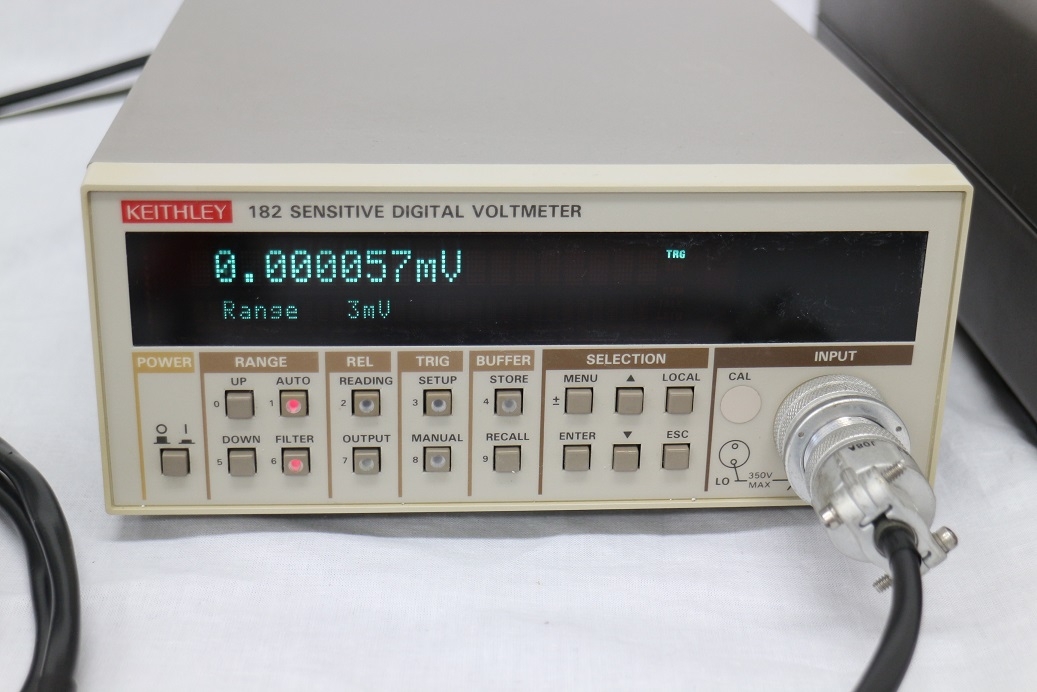 KEITHLEY 182 SENSITIVE DIGITAL VOLTMETER
0.000057mV TRG
Range 3mV
POWER RANGE REL TRIG BUFFER SELECTION INPUT
UP AUTO READING SETUP STORE MENU ▲ LOCAL CAL
0 1 2 3 4 ±
O I DOWN FILTER OUTPUT MANUAL RECALL ENTER ▼ ESC
5 6 7 8 9
LO 350V MAX